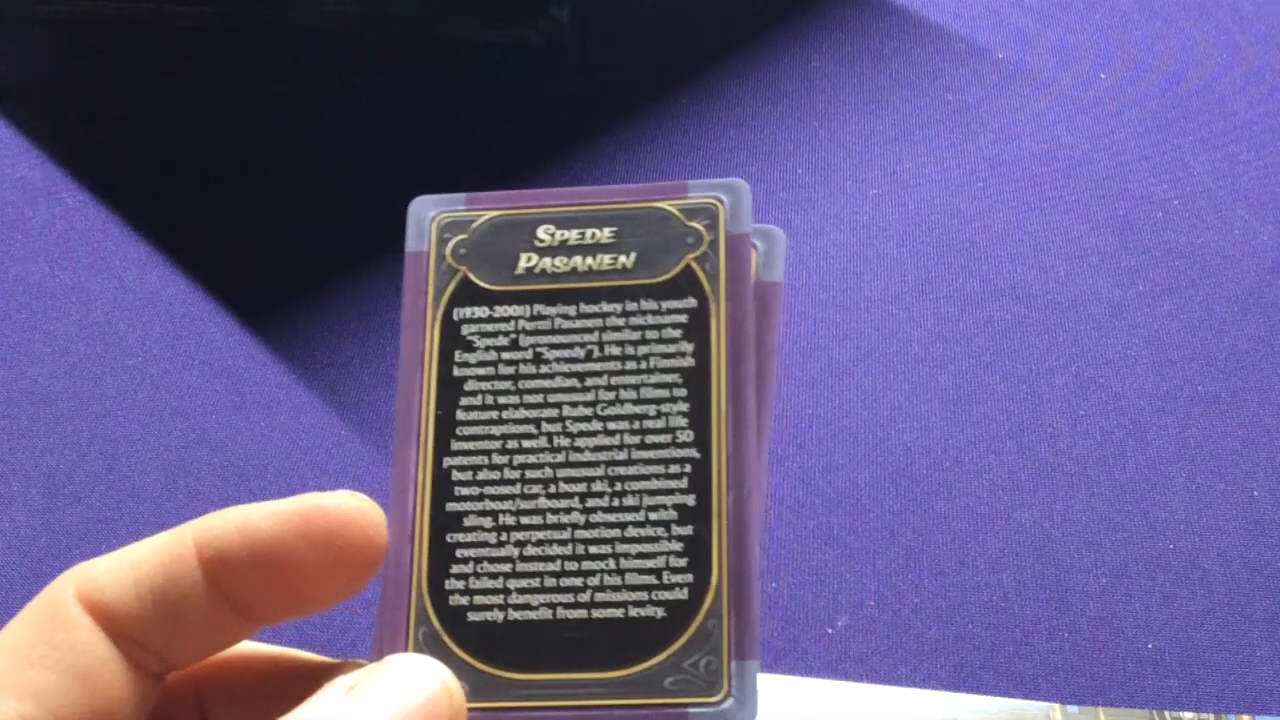 SPEDE
PASANEN
(1930-2001) Playing hockey in his youth
garnered Pertti Pasanen the nickname
"Spede" (pronounced similar to the
English word "Speedy"). He is primarily
known for his achievements as a Finnish
director, comedian, and entertainer,
and it was not unusual for his films to
feature elaborate Rube Goldberg-style
contraptions, but Spede was a real life
inventor as well. He applied for over 50
patents for practical industrial inventions,
but also for such unusual creations as a
two-nosed car, a boat ski, a combined
motorboat/surfboard, and a ski jumping
sling. He was briefly obsessed with
creating a perpetual motion device, but
eventually decided it was impossible
and chose instead to mock himself for
the failed quest in one of his films. Even
the most dangerous of missions could
surely benefit from some levity.